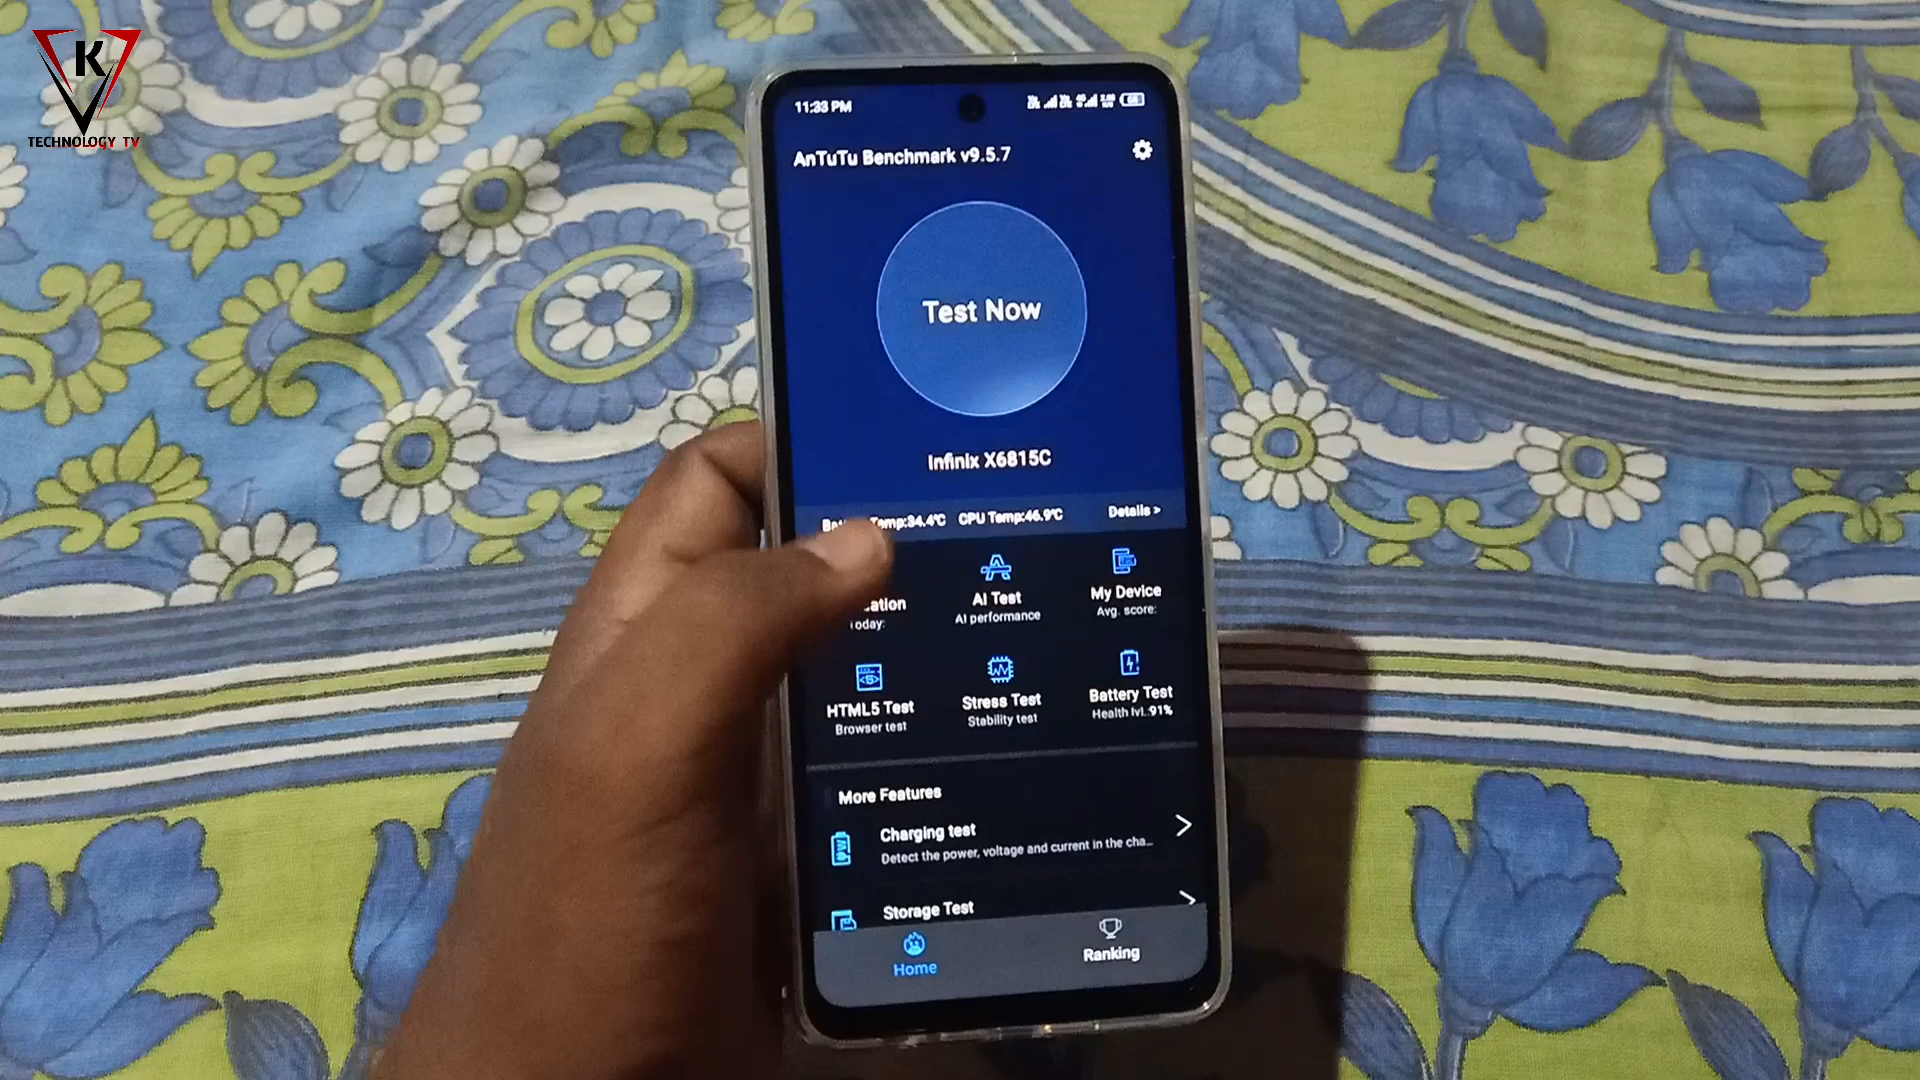 K
TECHNOLOGY TV
11:33 PM
AnTuTu Benchmark v9.5.7
Test Now
Infinix X6815C
Temp:34.4℃ CPU Temp:46.9℃ Details >
AI Test
AI performance
My Device
Avg. score:
HTML5 Test
Browser test
Stress Test
Stability test
Battery Test
Health lvl.:91%
More Features
Charging test
Detect the power, voltage and current in the cha...
Storage Test
Home
Ranking